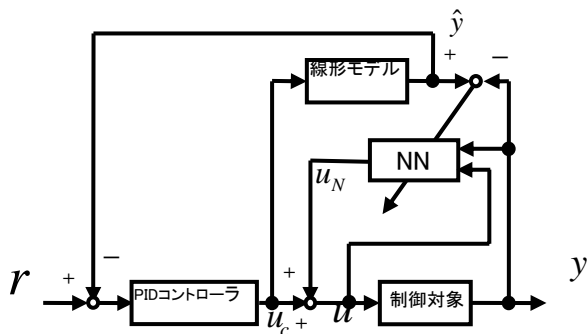 ŷ
+
−
線形モデル
NN
u_N
−
r
+
PIDコントローラ
+
u_c
+
u
制御対象
y